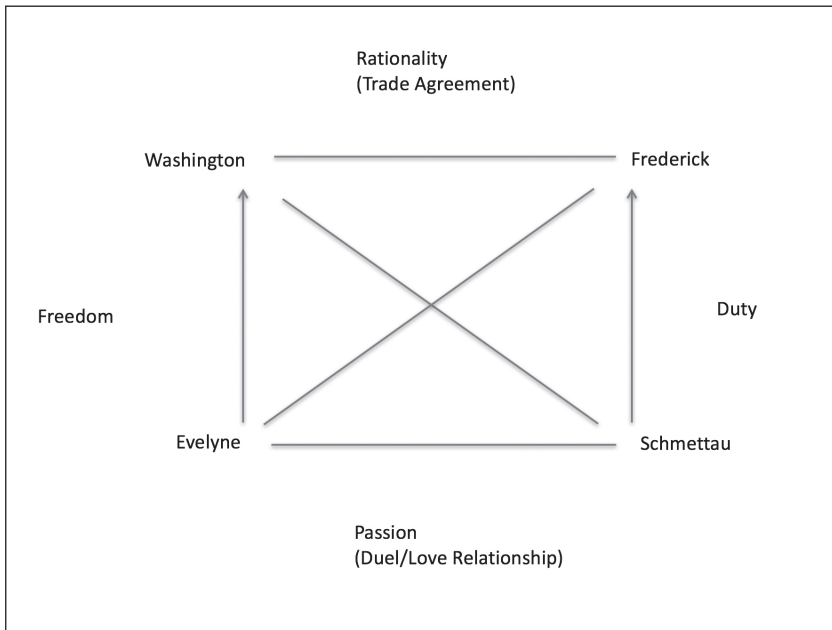 Rationality
(Trade Agreement)
Washington
Frederick
Freedom
Duty
Evelyne
Schmettau
Passion
(Duel/Love Relationship)